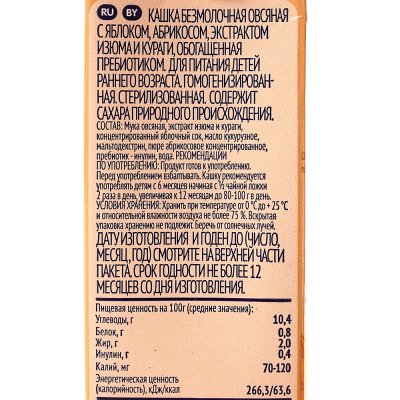 RU BY КАШКА БЕЗМОЛОЧНАЯ ОВСЯНАЯ
С ЯБЛОКОМ, АБРИКОСОМ, ЭКСТРАКТОМ
ИЗЮМА И КУРАГИ, ОБОГАЩЕННАЯ
ПРЕБИОТИКОМ. ДЛЯ ПИТАНИЯ ДЕТЕЙ
РАННЕГО ВОЗРАСТА. ГОМОГЕНИЗИРОВАН-
НАЯ. СТЕРИЛИЗОВАННАЯ. СОДЕРЖИТ
САХАРА ПРИРОДНОГО ПРОИСХОЖДЕНИЯ.
СОСТАВ: Мука овсяная, экстракт изюма и кураги,
концентрированный яблочный сок, масло кукурузное,
мальтодекстрин, пюре абрикосовое концентрированное,
пребиотик - инулин, вода. РЕКОМЕНДАЦИИ
ПО УПОТРЕБЛЕНИЮ: Продукт готов к употреблению.
Перед употреблением взбалтывать. Кашку рекомендуется
употреблять детям с 6 месяцев начиная с ½ чайной ложки
2 раза в день, увеличивая к 12 месяцам до 80-100 г в день.
УСЛОВИЯ ХРАНЕНИЯ: Хранить при температуре от 0 °C до + 25 °C
и относительной влажности воздуха не более 75 %. Вскрытая
упаковка хранению не подлежит. Беречь от солнечных лучей.
ДАТУ ИЗГОТОВЛЕНИЯ И ГОДЕН ДО (ЧИСЛО,
МЕСЯЦ, ГОД) СМОТРИТЕ НА ВЕРХНЕЙ ЧАСТИ
ПАКЕТА. СРОК ГОДНОСТИ НЕ БОЛЕЕ 12
МЕСЯЦЕВ СО ДНЯ ИЗГОТОВЛЕНИЯ.
Пищевая ценность на 100г (средние значения):
Углеводы, г 10,4
Белок, г 0,8
Жир, г 2,0
Инулин, г 0,4
Калий, мг 70-120
Энергетическая ценность
(калорийность), кДж/ккал 266,3/63,6